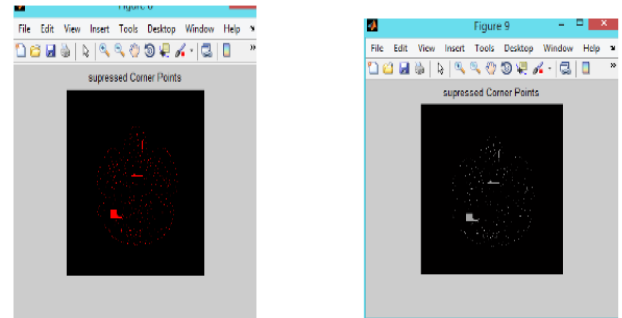 File Edit View Insert Tools Desktop Window Help
supressed Corner Points
Figure 9
File Edit View Insert Tools Desktop Window Help
supressed Corner Points